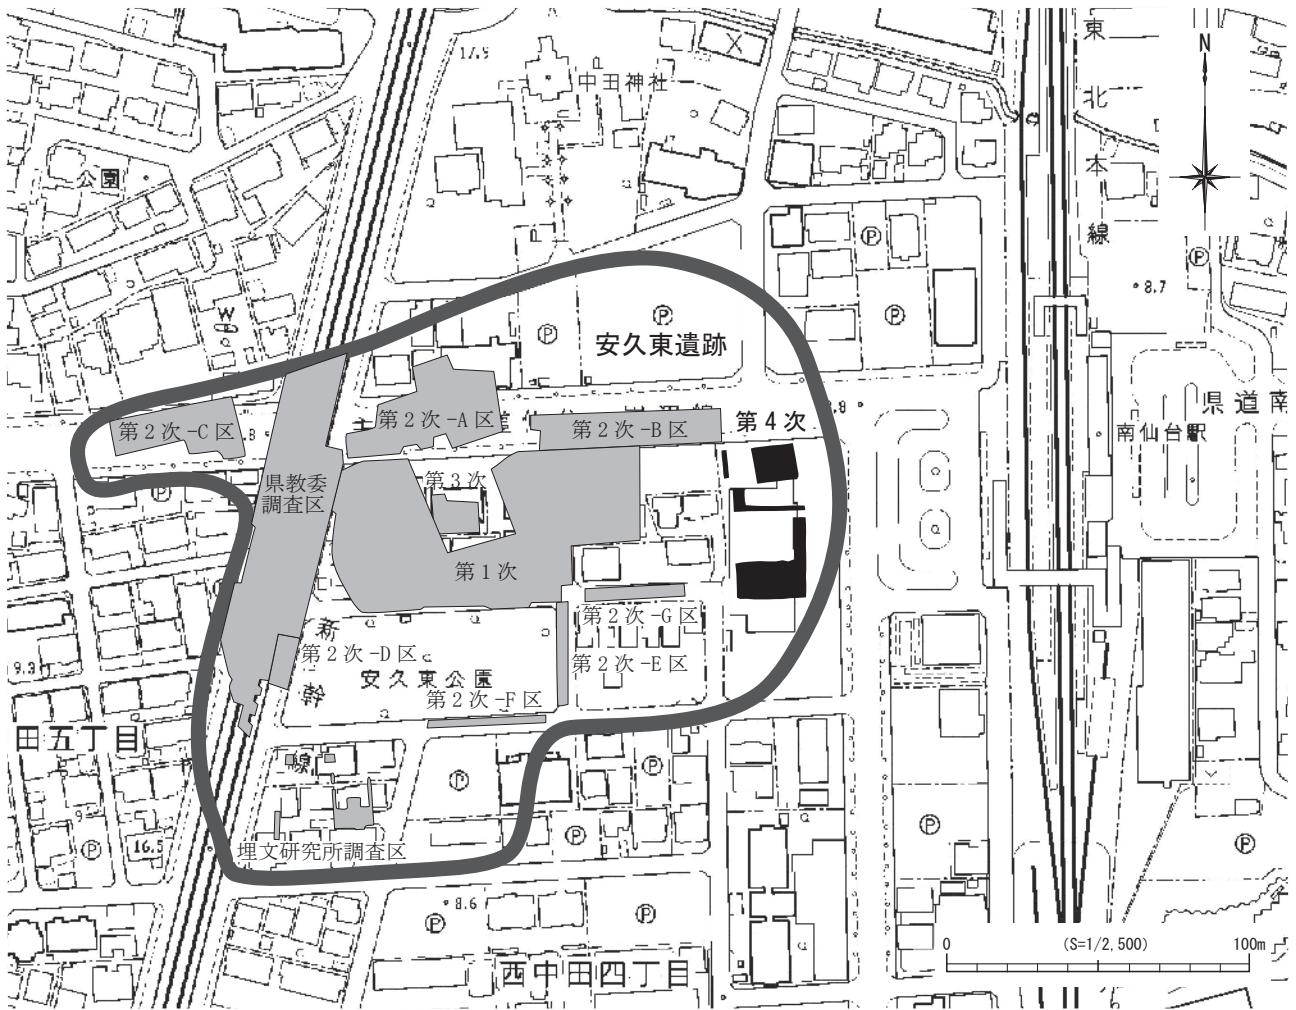 17.9
中田神社
東北本線
N
公園
W
P
P
P
P
P
8.7
安久東遺跡
県道南
南仙台駅
第2次-C区
第2次-A区
第2次-B区
第4次
県教委
調査区
第3次
第1次
P
新幹線
第2次-G区
第2次-D区
第2次-E区
安久東公園
第2次-F区
9.3
田五丁目
P
P
P
P
P
P
16.5
埋文研究所調査区
8.6
P
P
西中田四丁目
0 (S=1/2,500) 100m